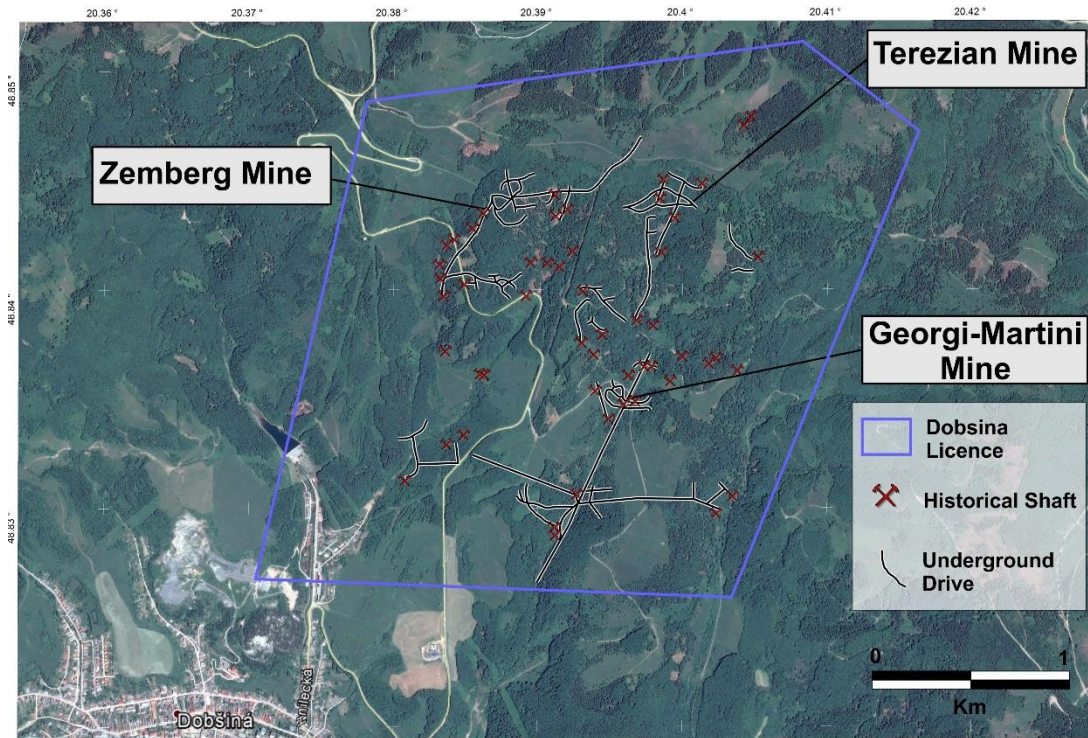 20.36 ° 20.37 ° 20.38 ° 20.39 ° 20.40 ° 20.41 ° 20.42 °
48.85 °
48.84 °
48.83 °
Terezian Mine
Zemberg Mine
Georgi-Martini
Mine
Dobsina
Licence
Historical Shaft
Underground
Drive
0 1
Km
Dobšiná